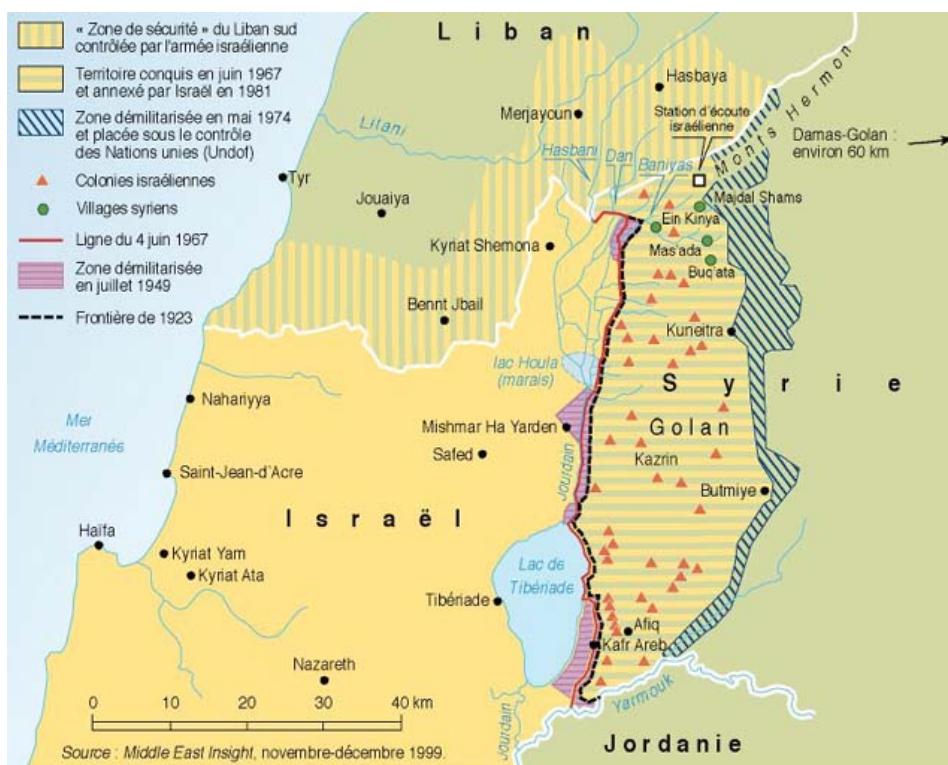 « Zone de sécurité » du Liban sud
contrôlée par l'armée israélienne
Territoire conquis en juin 1967
et annexé par Israël en 1981
Zone démilitarisée en mai 1974
et placée sous le contrôle
des Nations unies (Undof)
Colonies israéliennes
Villages syriens
Ligne du 4 juin 1967
Zone démilitarisée
en juillet 1949
Frontière de 1923
Liban
Hasbaya
Merjayoun
Station d'écoute
israélienne
Monts Hermon
Damas-Golan :
environ 60 km
Litani
Hasbani
Dan
Baniyas
Tyr
Jouaiya
Majdal Shams
Ein Kinya
Kyriat Shemona
Mas'ada
Buq'ata
Bennt Jbail
Kuneitra
lac Houla
(marais)
Syrie
Nahariyya
Mer
Méditerranés
Mishmar Ha Yarden
Golan
Safed
Kazrin
Jourdain
Saint-Jean-d'Acre
Butmiye
Israël
Haïfa
Kyriat Yam
Kyriat Ata
Lac de
Tibériade
Tibériade
Afiq
Kafr Areb
Nazareth
Yarmouk
Jourdain
0 10 20 30 40 km
Jordanie
Source : Middle East Insight, novembre-décembre 1999.